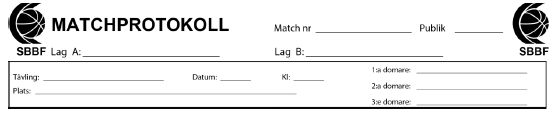 MATCHPROTOKOLL Match nr Publik
SBBF Lag A: Lag B: SBBF
Tävling: Datum: Kl: 1:a domare:
Plats: 2:a domare:
3:e domare: